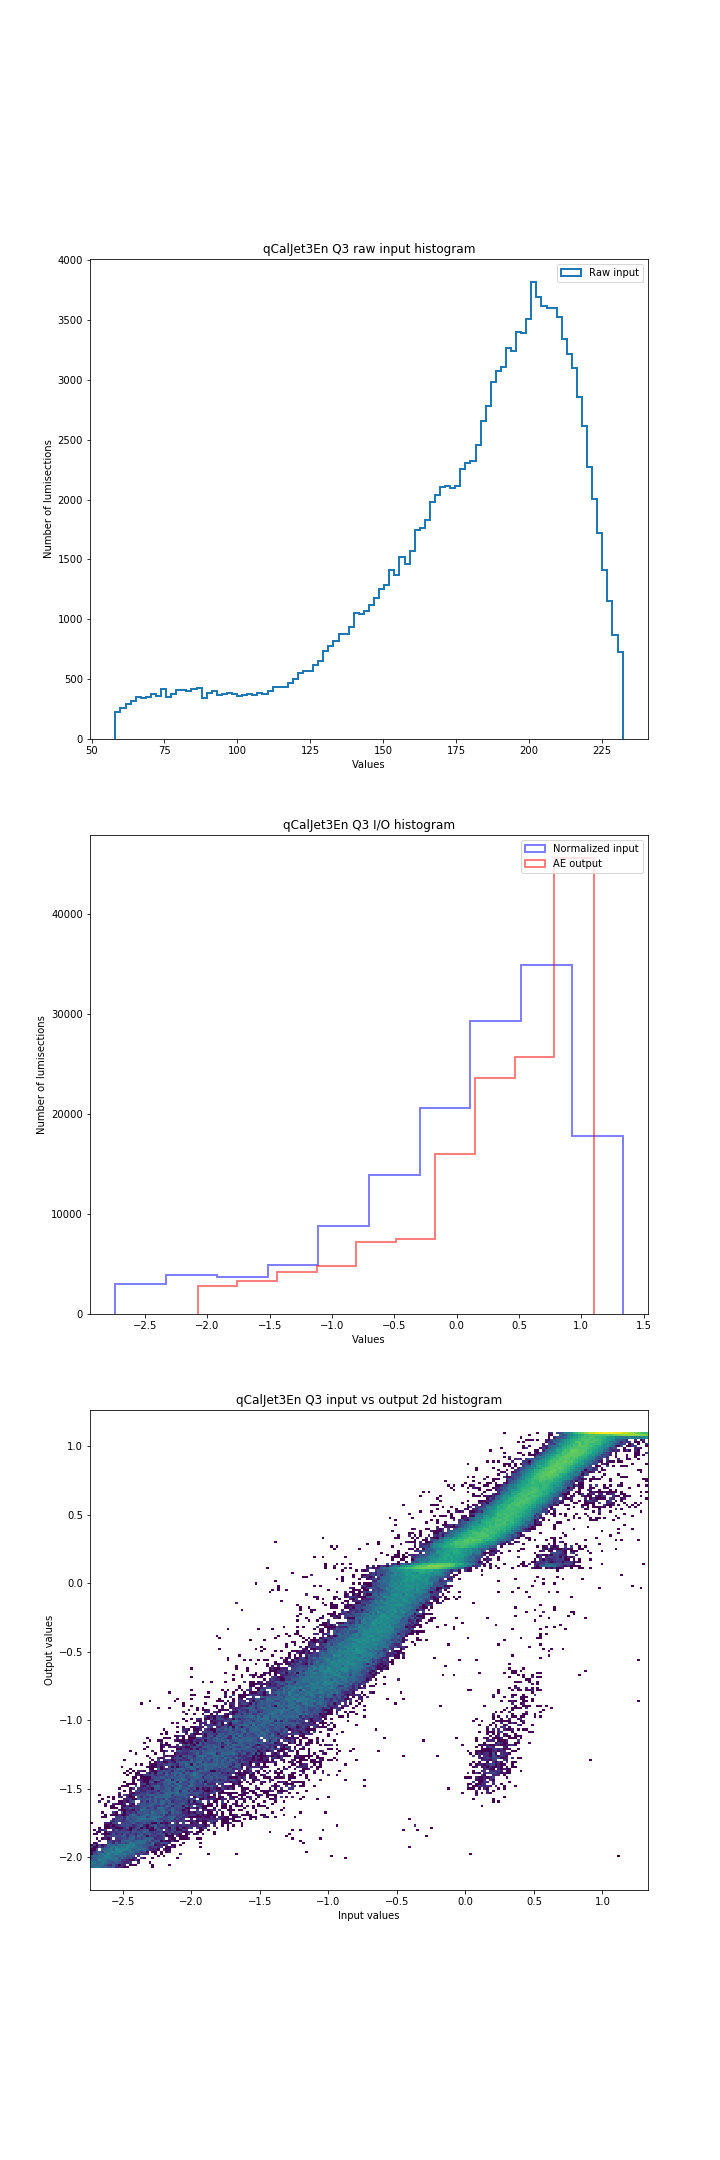 qCalJet3En Q3 raw input histogram
4000
3500
3000
2500
2000
1500
1000
500
0
Number of lumisections
Raw input
50 75 100 125 150 175 200 225
Values
qCalJet3En Q3 I/O histogram
40000
30000
20000
10000
0
Number of lumisections
Normalized input
AE output
−2.5 −2.0 −1.5 −1.0 −0.5 0.0 0.5 1.0 1.5
Values
qCalJet3En Q3 input vs output 2d histogram
1.0
0.5
0.0
−0.5
−1.0
−1.5
−2.0
Output values
−2.5 −2.0 −1.5 −1.0 −0.5 0.0 0.5 1.0
Input values